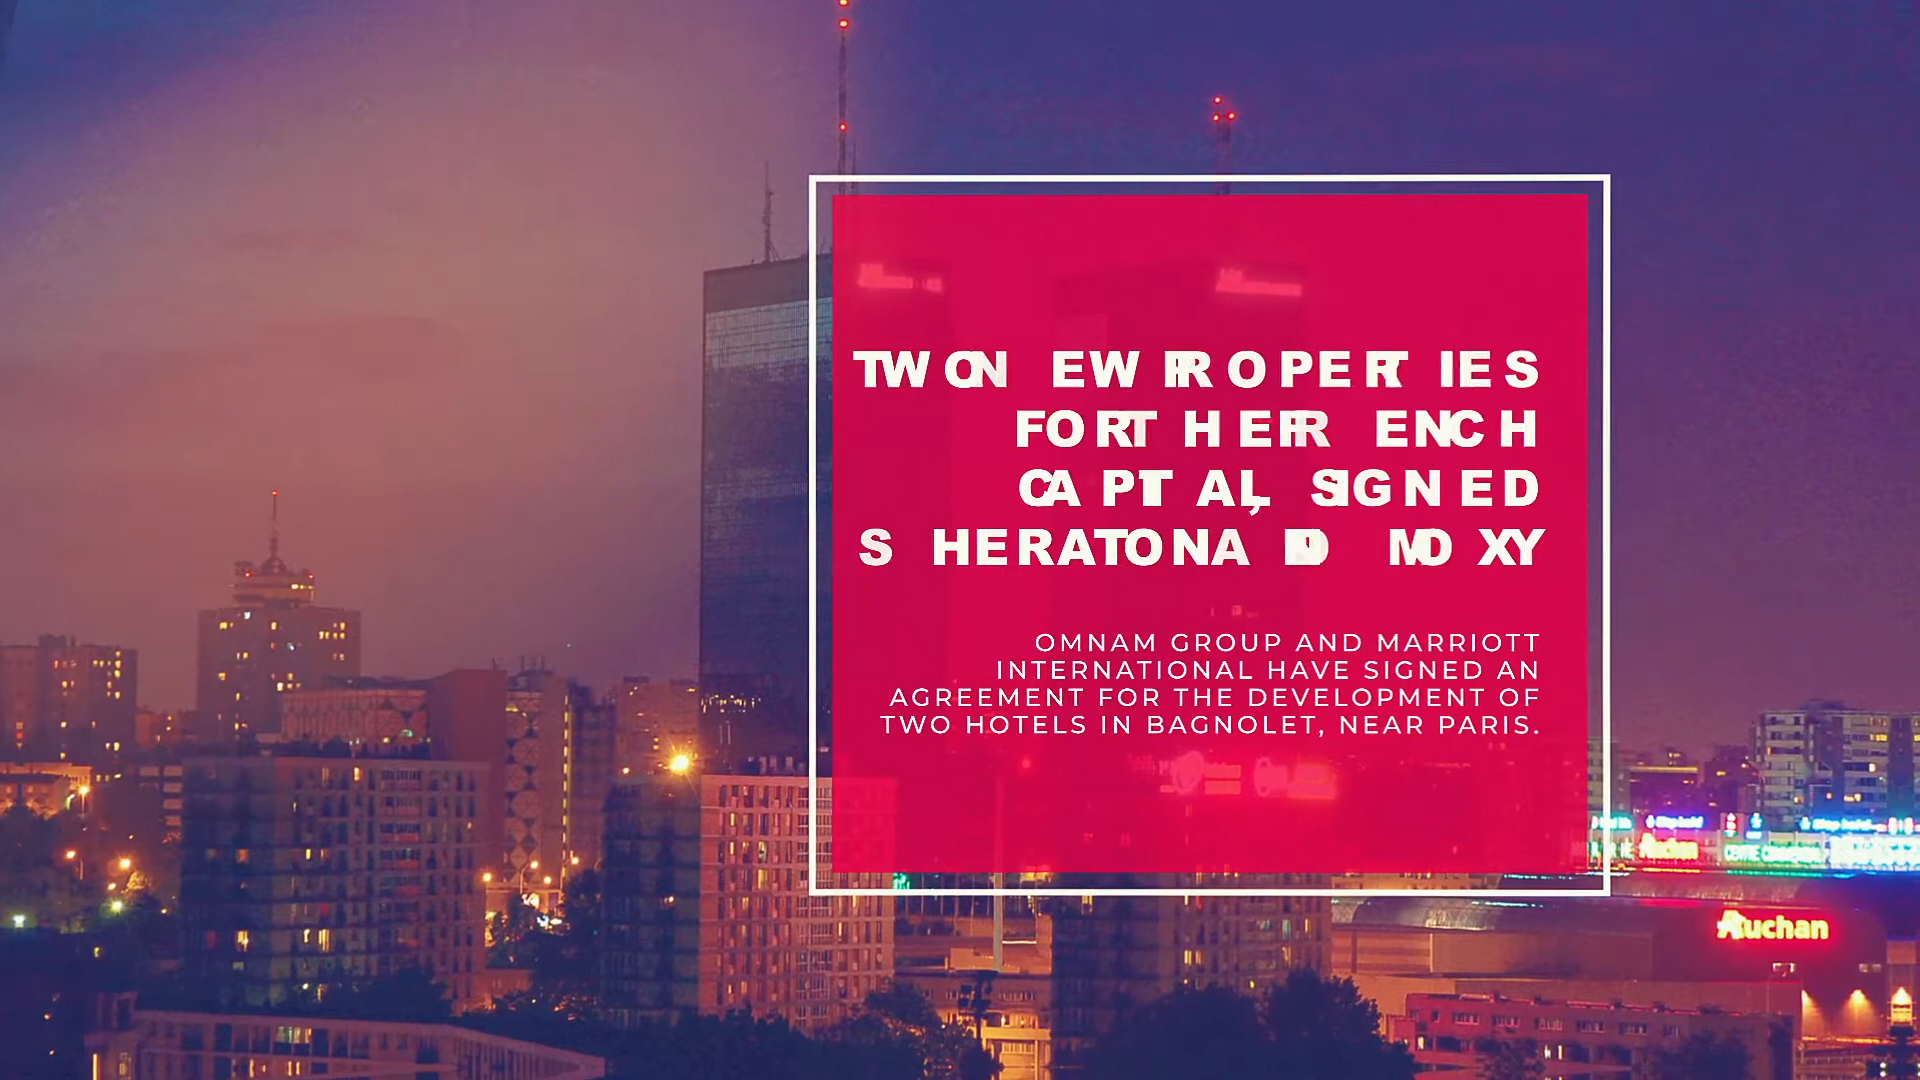 TWO NEW PROPERTIES
FOR THE FRENCH
CAPITAL, SIGNED
SHERATON AND MOXY
OMNAM GROUP AND MARRIOTT
INTERNATIONAL HAVE SIGNED AN
AGREEMENT FOR THE DEVELOPMENT OF
TWO HOTELS IN BAGNOLET, NEAR PARIS.
Auchan
Auchan